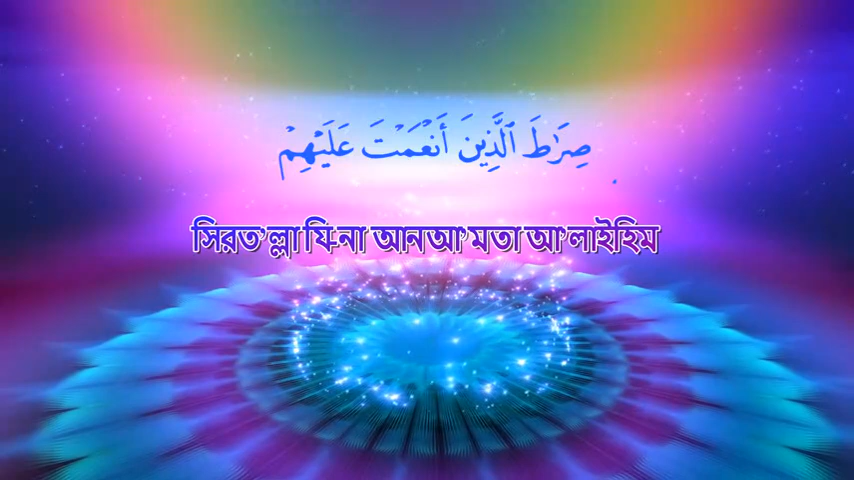 صِرَٰطَ ٱلَّذِينَ أَنْعَمْتَ عَلَيْهِمْ
সিরত'ল্লা যি-না আনআ'মতা আ'লাইহিম